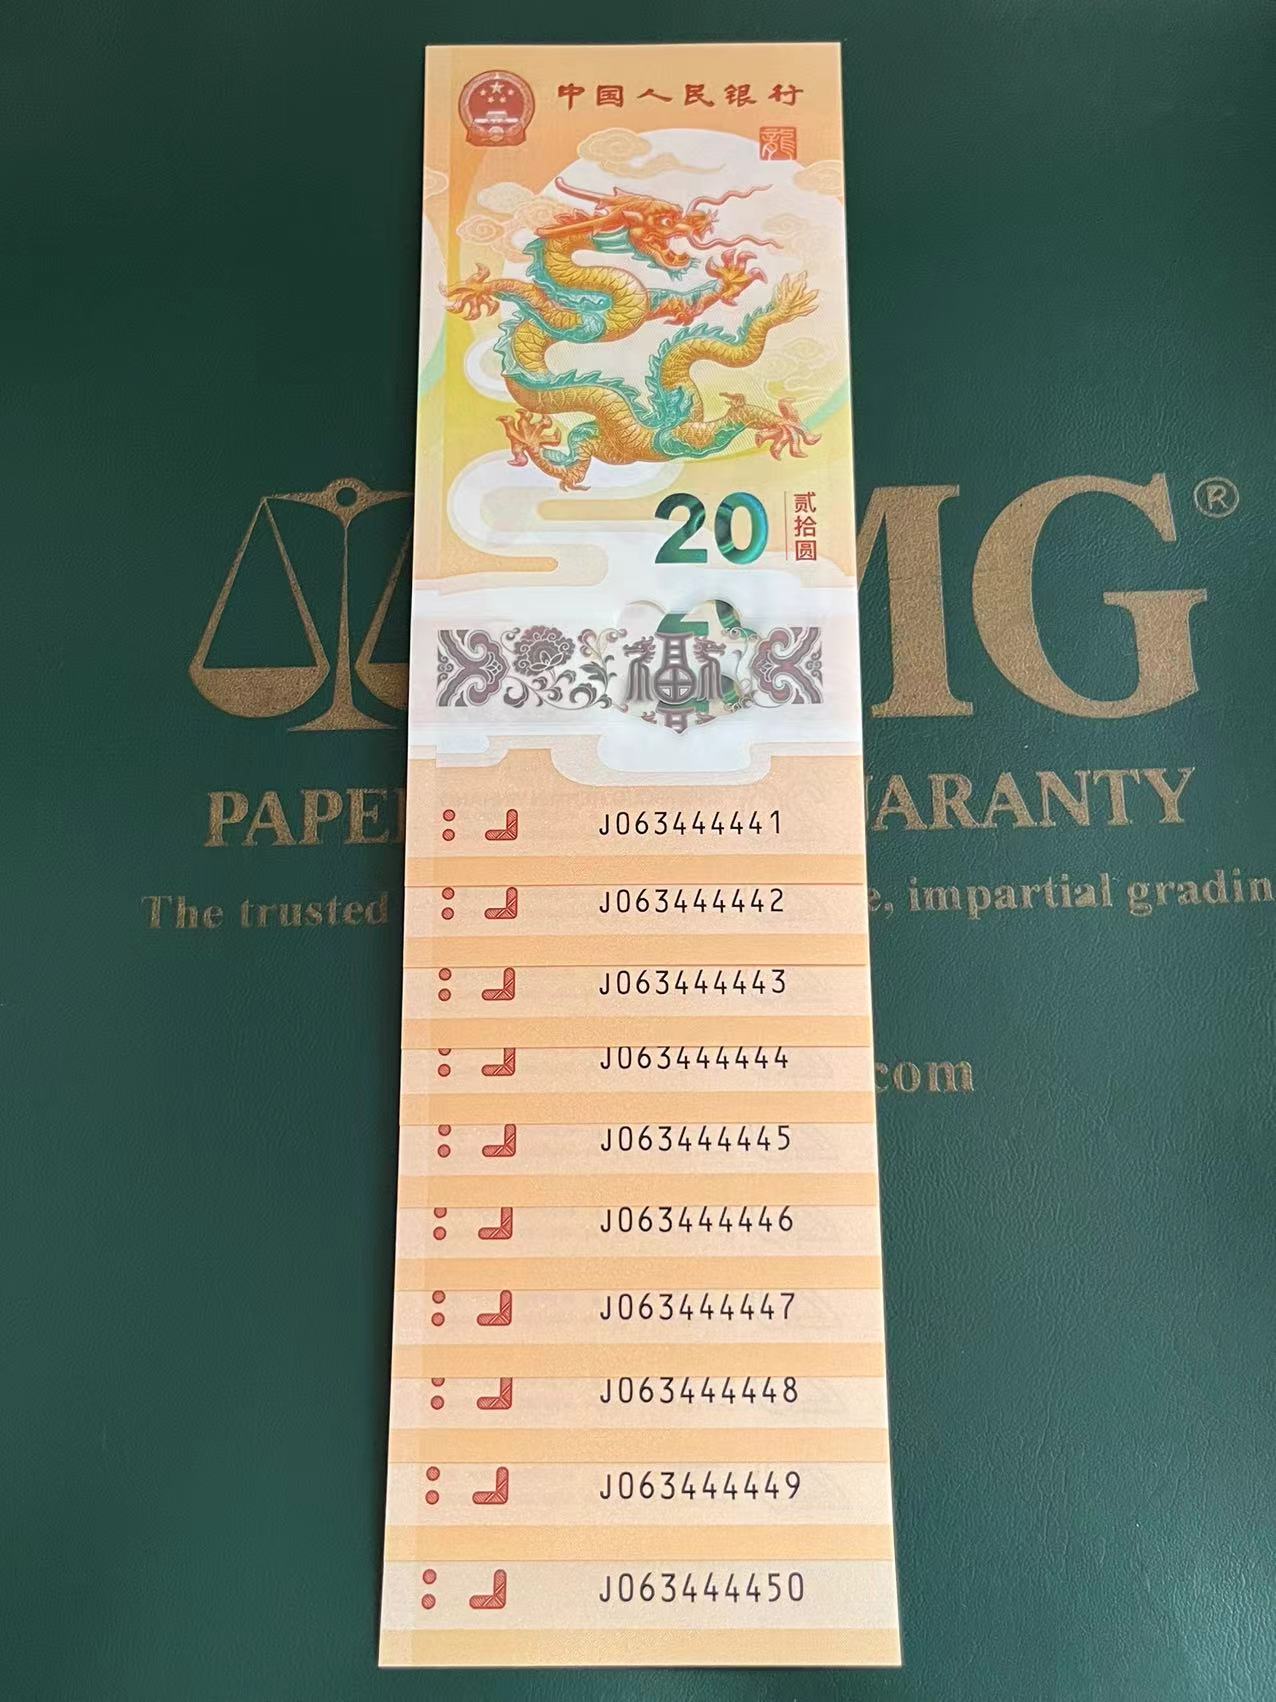 中国人民银行
龍
20
贰拾圆
福
MG®
PAPE ARANTY
The trusted e, impartial gradin
.com
J063444441
J063444442
J063444443
J063444444
J063444445
J063444446
J063444447
J063444448
J063444449
J063444450